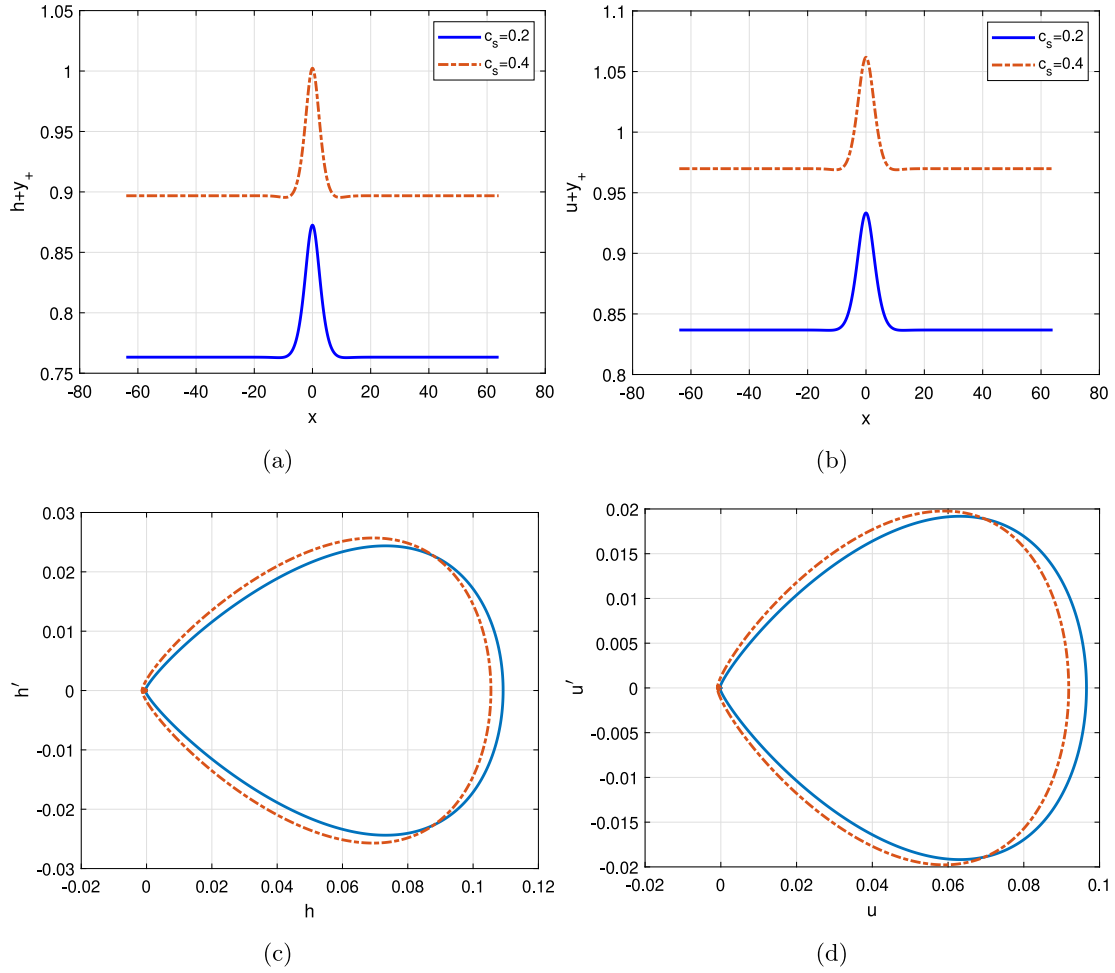 1.05
1
0.95
0.9
0.85
0.8
0.75
h+y₊
c_s=0.2
c_s=0.4
-80 -60 -40 -20 0 20 40 60 80
x
(a)
1.1
1.05
1
0.95
0.9
0.85
0.8
u+y₊
c_s=0.2
c_s=0.4
-80 -60 -40 -20 0 20 40 60 80
x
(b)
0.03
0.02
0.01
0
-0.01
-0.02
-0.03
h′
-0.02 0 0.02 0.04 0.06 0.08 0.1 0.12
h
(c)
0.02
0.015
0.01
0.005
0
-0.005
-0.01
-0.015
-0.02
u′
-0.02 0 0.02 0.04 0.06 0.08 0.1
u
(d)